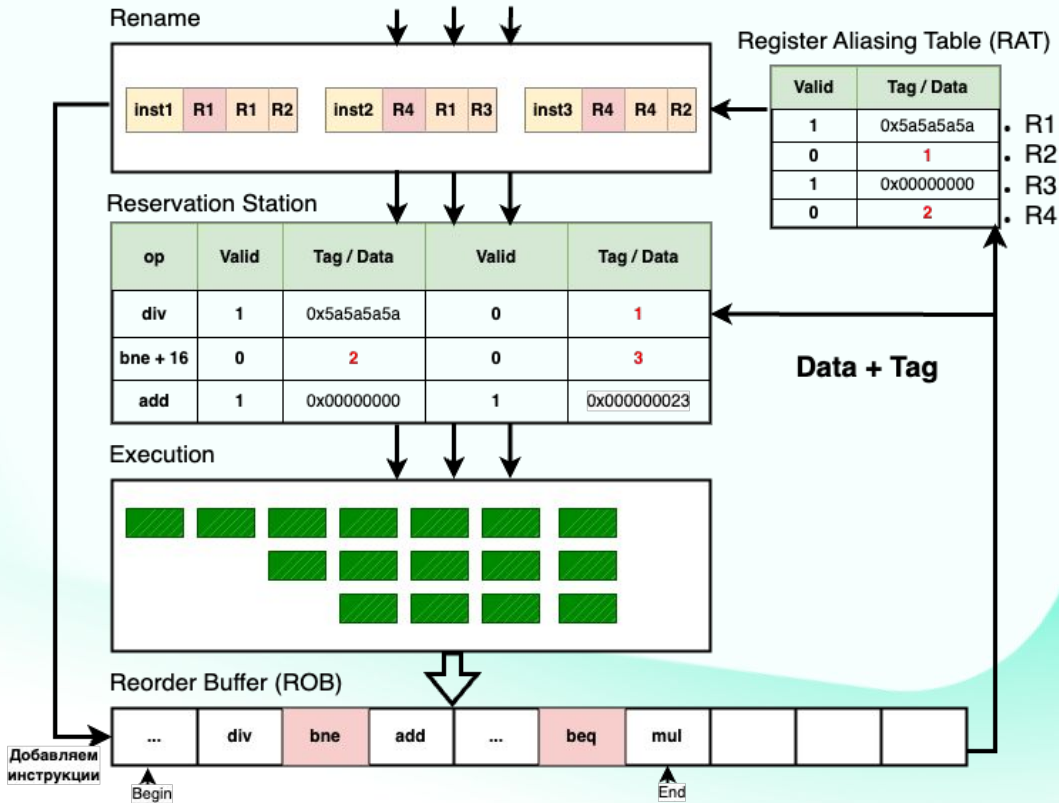 Rename
Register Aliasing Table (RAT)
inst1 R1 R1 R2 inst2 R4 R1 R3 inst3 R4 R4 R2
Valid Tag / Data
1 0x5a5a5a5a . R1
0 1 . R2
1 0x00000000 . R3
0 2 . R4
Reservation Station
op Valid Tag / Data Valid Tag / Data
div 1 0x5a5a5a5a 0 1
bne + 16 0 2 0 3
add 1 0x00000000 1 0x000000023
Data + Tag
Execution
Reorder Buffer (ROB)
... div bne add ... beq mul
Добавляем
инструкции
Begin End